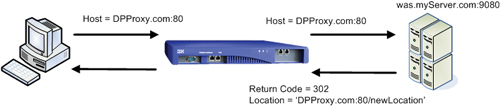 Host = DPProxy.com:80
Host = DPProxy.com:80
was.myServer.com:9080
IBM
Return Code = 302
Location = 'DPProxy.com:80/newLocation'